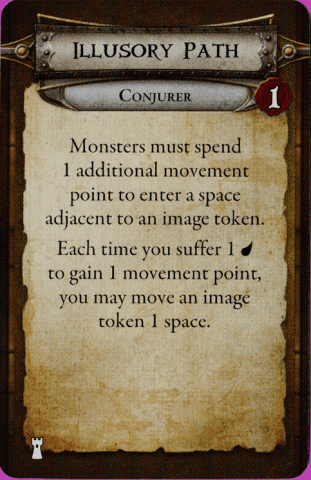 Illusory Path
Conjurer
1
Monsters must spend
1 additional movement
point to enter a space
adjacent to an image token.
Each time you suffer 1
to gain 1 movement point,
you may move an image
token 1 space.